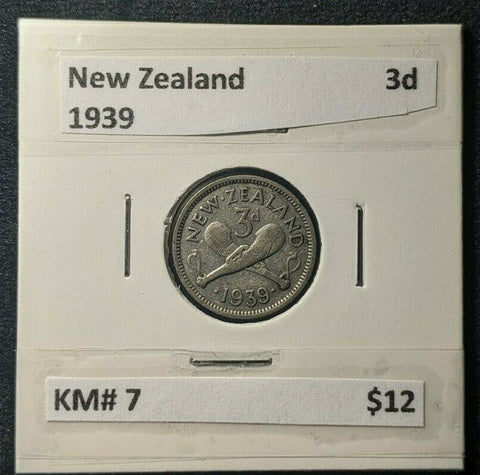 New Zealand 3d
1939
NEW·ZEALAND
3d
·1939·
KM# 7 $12